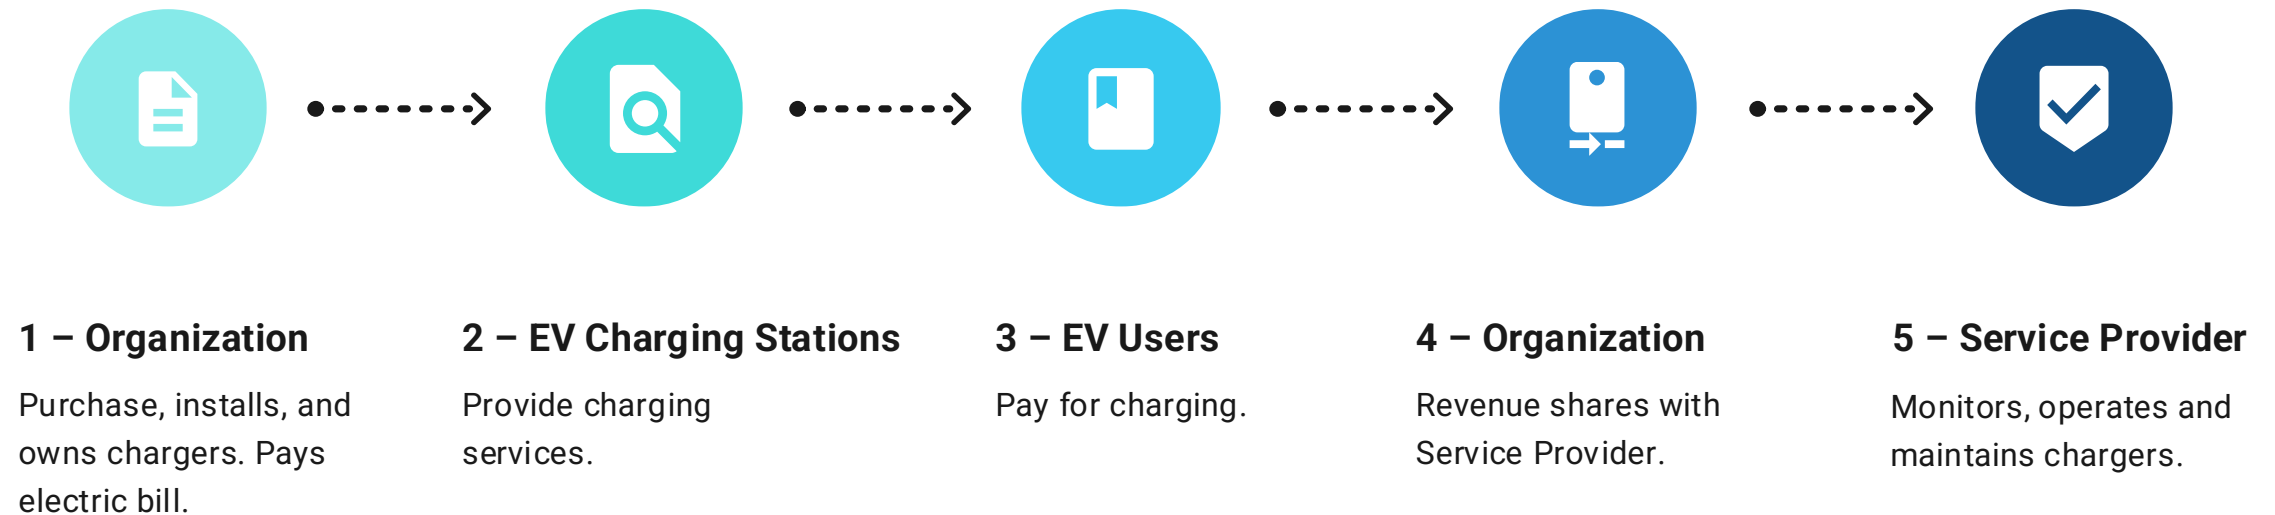 1 – Organization
Purchase, installs, and
owns chargers. Pays
electric bill.
2 – EV Charging Stations
Provide charging
services.
3 – EV Users
Pay for charging.
4 – Organization
Revenue shares with
Service Provider.
5 – Service Provider
Monitors, operates and
maintains chargers.